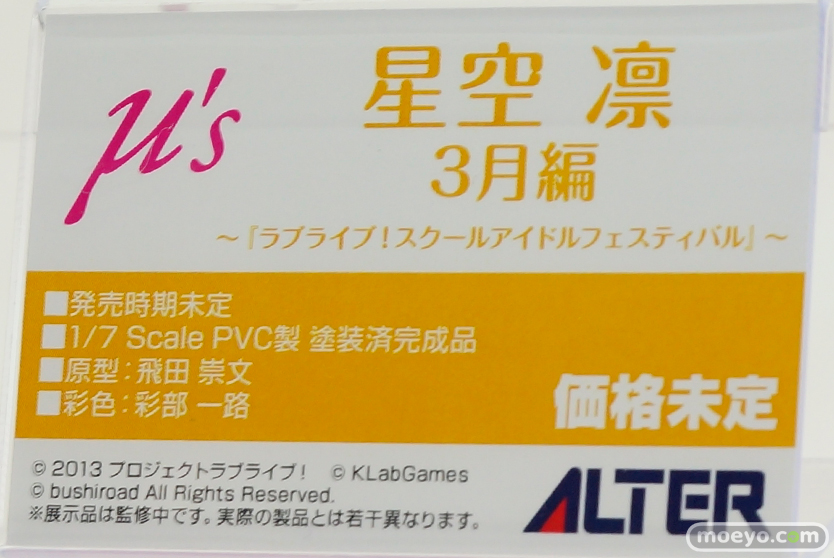 μ's
星空 凛
3月編
~『ラブライブ!スクールアイドルフェスティバル』~
■発売時期未定
■1/7 Scale PVC製 塗装済完成品
■原型:飛田 崇文
■彩色:彩部 一路
価格未定
© 2013 プロジェクトラブライブ! © KLabGames
© bushiroad All Rights Reserved.
※展示品は監修中です。実際の製品とは若干異なります。
ALTER
moeyo.com